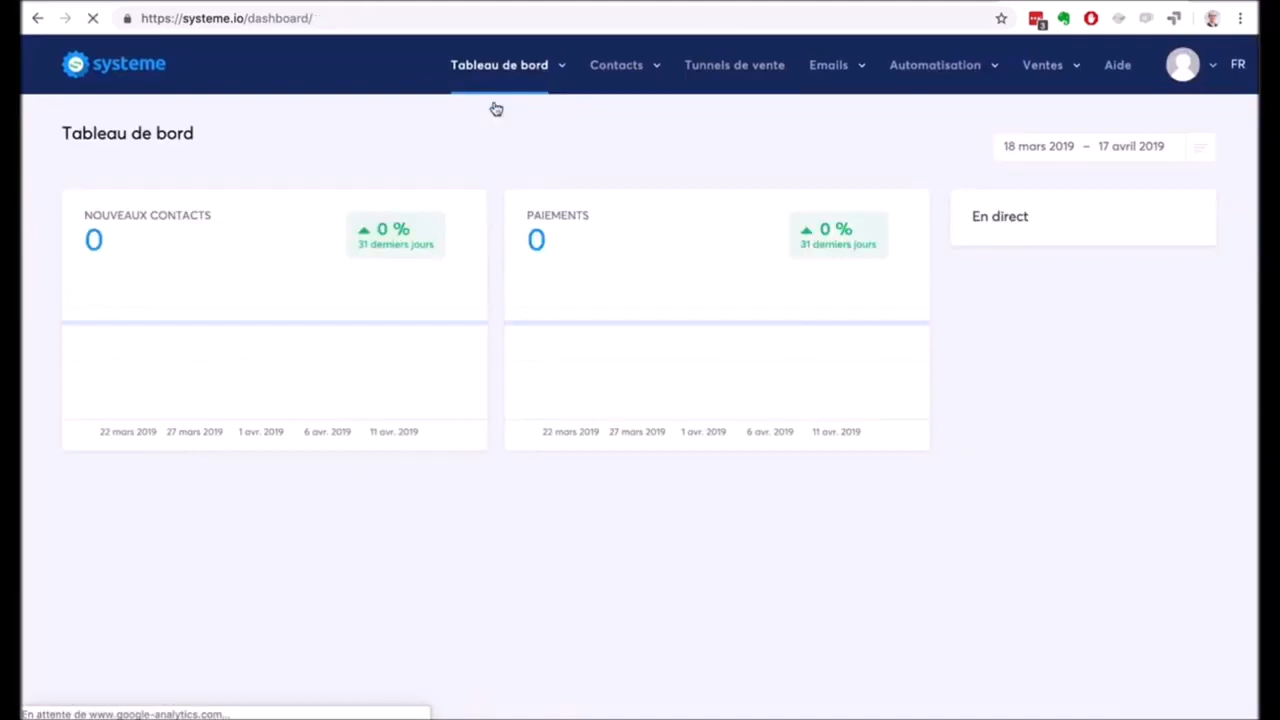 https://systeme.io/dashboard/
3
systeme
Tableau de bord
Contacts
Tunnels de vente
Emails
Automatisation
Ventes
Aide
FR
Tableau de bord
18 mars 2019 – 17 avril 2019
NOUVEAUX CONTACTS
0
0 %
31 derniers jours
22 mars 2019 27 mars 2019 1 avr. 2019 6 avr. 2019 11 avr. 2019
PAIEMENTS
0
0 %
31 derniers jours
22 mars 2019 27 mars 2019 1 avr. 2019 6 avr. 2019 11 avr. 2019
En direct
En attente de www.google-analytics.com...